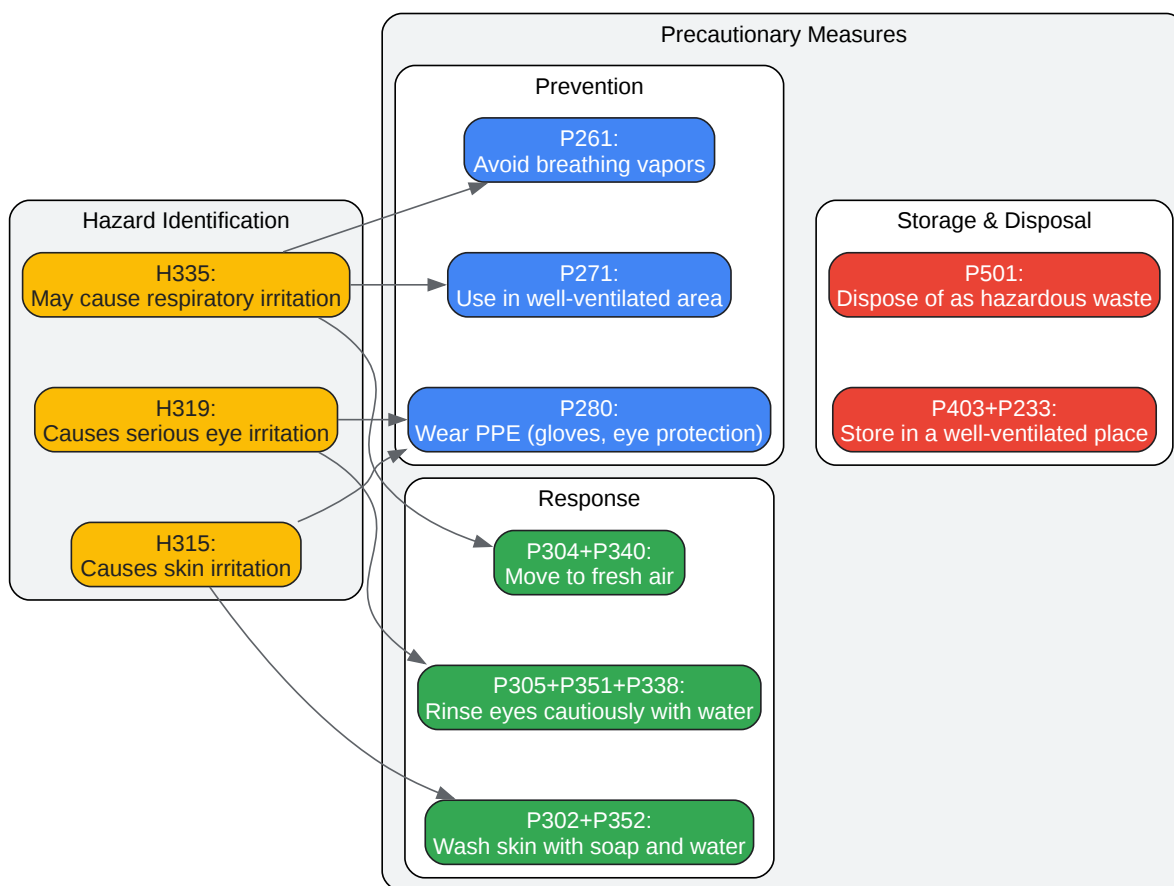 Precautionary Measures
Prevention
P261:
Avoid breathing vapors
Hazard Identification
H335:
May cause respiratory irritation
P271:
Use in well-ventilated area
Storage & Disposal
P501:
Dispose of as hazardous waste
H319:
Causes serious eye irritation
P280:
Wear PPE (gloves, eye protection)
P403+P233:
Store in a well-ventilated place
H315:
Causes skin irritation
Response
P304+P340:
Move to fresh air
P305+P351+P338:
Rinse eyes cautiously with water
P302+P352:
Wash skin with soap and water